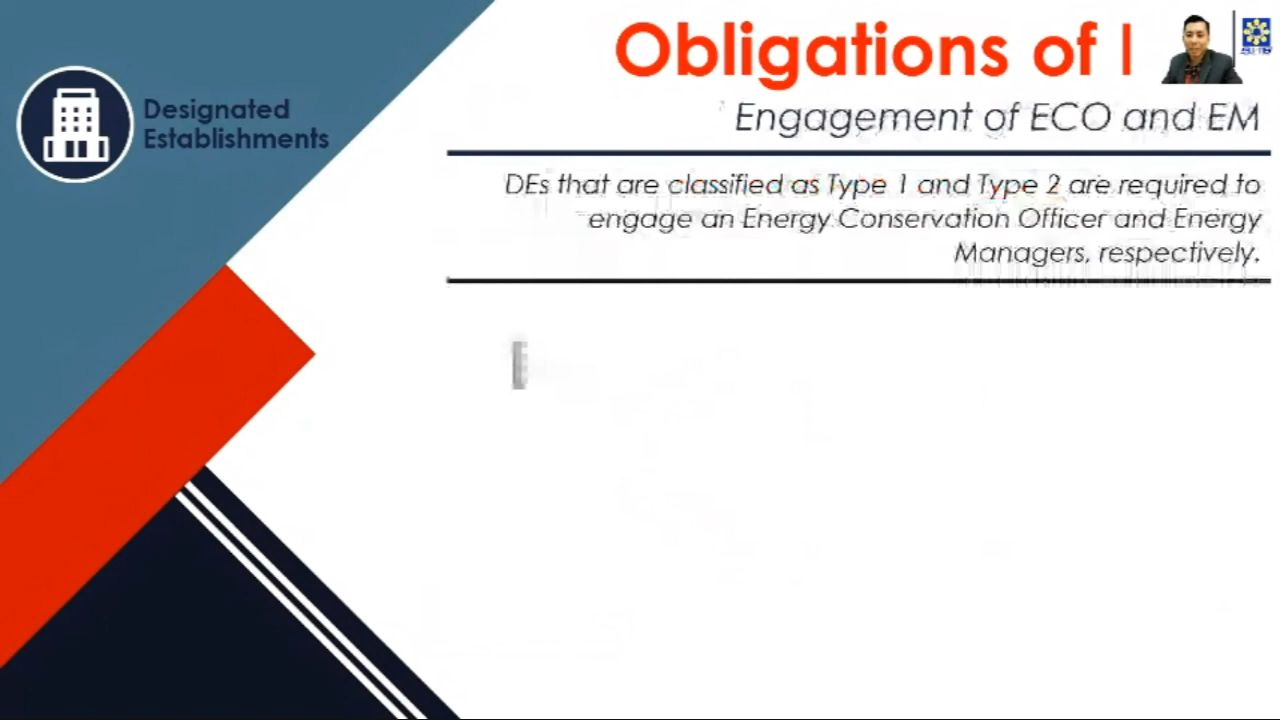 Designated
Establishments
Obligations of
Engagement of ECO and EM
DEs that are classified as Type 1 and Type 2 are required to
engage an Energy Conservation Officer and Energy
Managers, respectively.